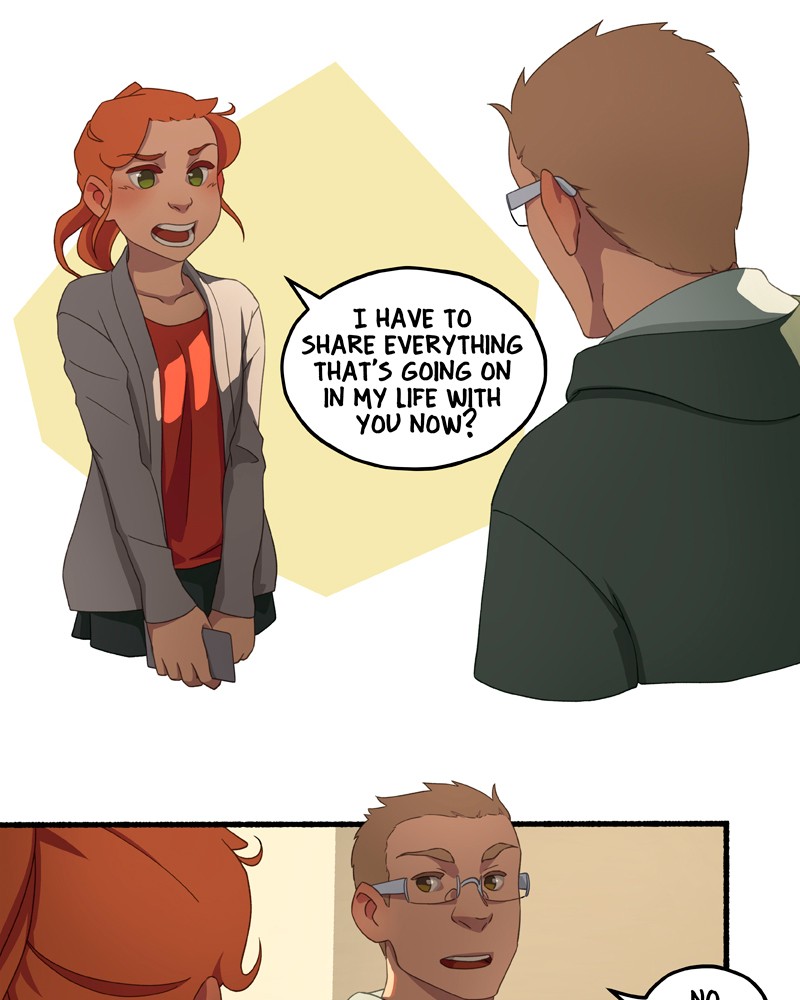 I HAVE TO
SHARE EVERYTHING
THAT'S GOING ON
IN MY LIFE WITH
YOU NOW?
NO